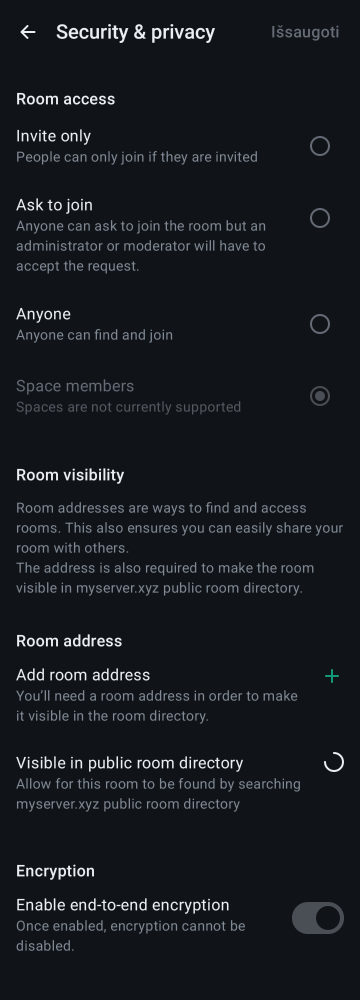 Security & privacy
Išsaugoti
Room access
Invite only
People can only join if they are invited
Ask to join
Anyone can ask to join the room but an
administrator or moderator will have to
accept the request.
Anyone
Anyone can find and join
Space members
Spaces are not currently supported
Room visibility
Room addresses are ways to find and access
rooms. This also ensures you can easily share your
room with others.
The address is also required to make the room
visible in myserver.xyz public room directory.
Room address
Add room address
You’ll need a room address in order to make
it visible in the room directory.
Visible in public room directory
Allow for this room to be found by searching
myserver.xyz public room directory
Encryption
Enable end-to-end encryption
Once enabled, encryption cannot be
disabled.